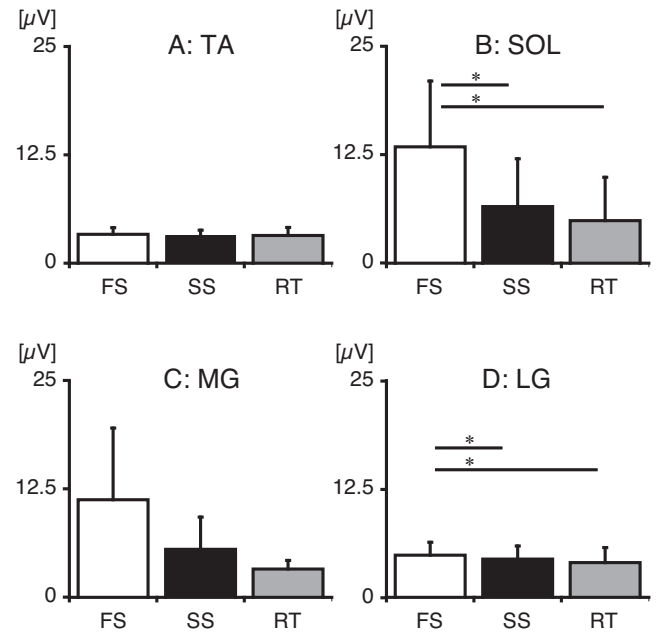 [µV]
25
A: TA
12.5
0
FS SS RT
[µV]
25
B: SOL
*
*
12.5
0
FS SS RT
[µV]
25
C: MG
12.5
0
FS SS RT
[µV]
25
D: LG
*
*
12.5
0
FS SS RT